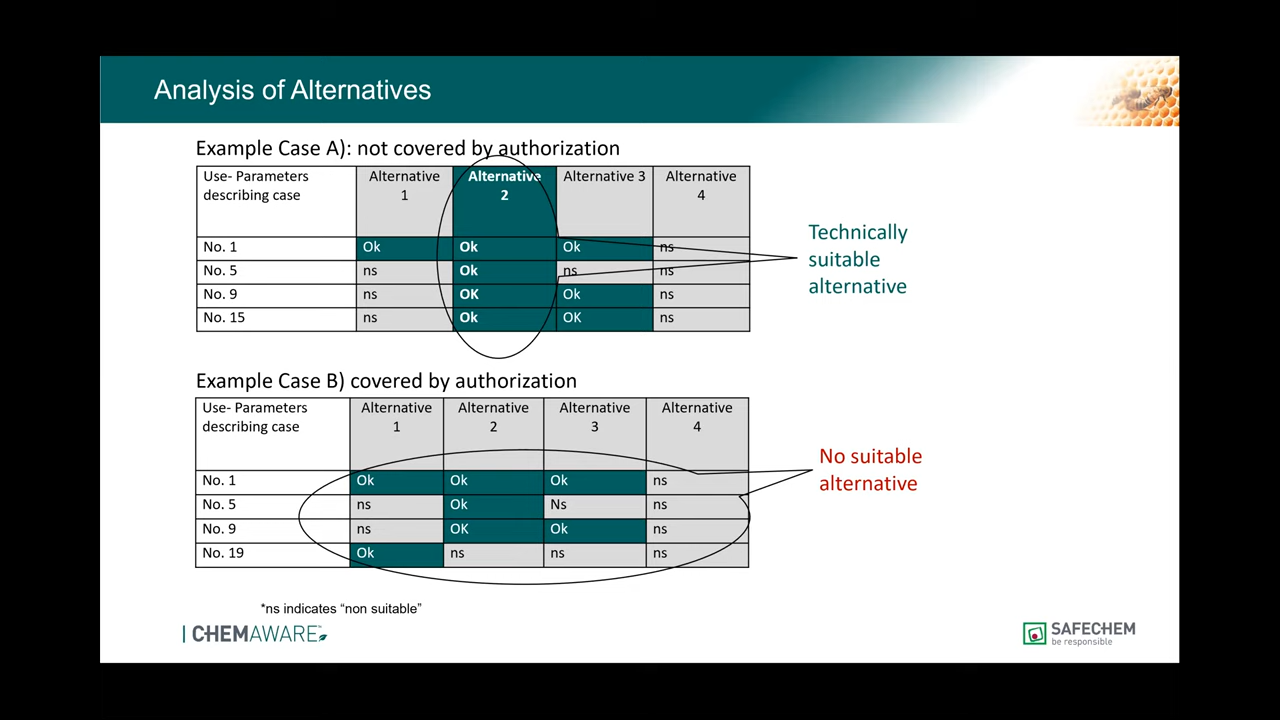 Analysis of Alternatives
Example Case A): not covered by authorization
Use- Parameters describing case Alternative 1 Alternative 2 Alternative 3 Alternative 4
No. 1 Ok Ok Ok ns
No. 5 ns Ok ns ns
No. 9 ns OK Ok ns
No. 15 ns Ok OK ns
Technically
suitable
alternative
Example Case B) covered by authorization
Use- Parameters describing case Alternative 1 Alternative 2 Alternative 3 Alternative 4
No. 1 Ok Ok Ok ns
No. 5 ns Ok Ns ns
No. 9 ns OK Ok ns
No. 19 Ok ns ns ns
No suitable
alternative
*ns indicates “non suitable”
CHEMAWARE™
SAFECHEM
be responsible